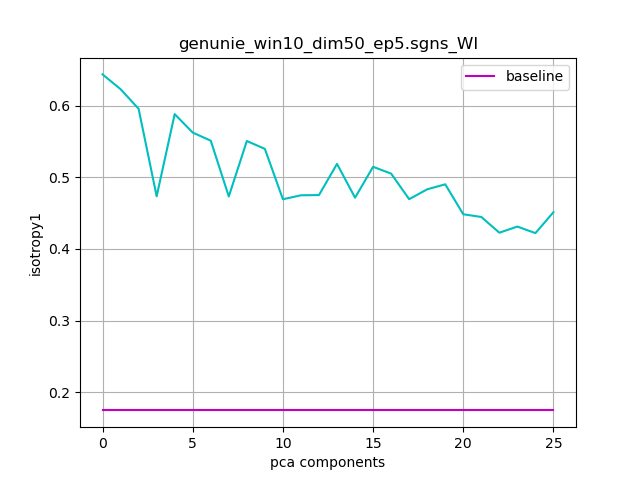 genunie_win10_dim50_ep5.sgns_WI
baseline
isotropy1
0.6
0.5
0.4
0.3
0.2
0 5 10 15 20 25
pca components